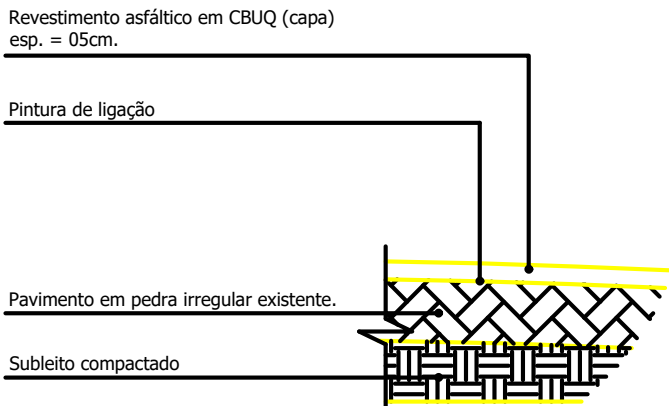 Revestimento asfáltico em CBUQ (capa)
esp. = 05cm.
Pintura de ligação
Pavimento em pedra irregular existente.
Subleito compactado